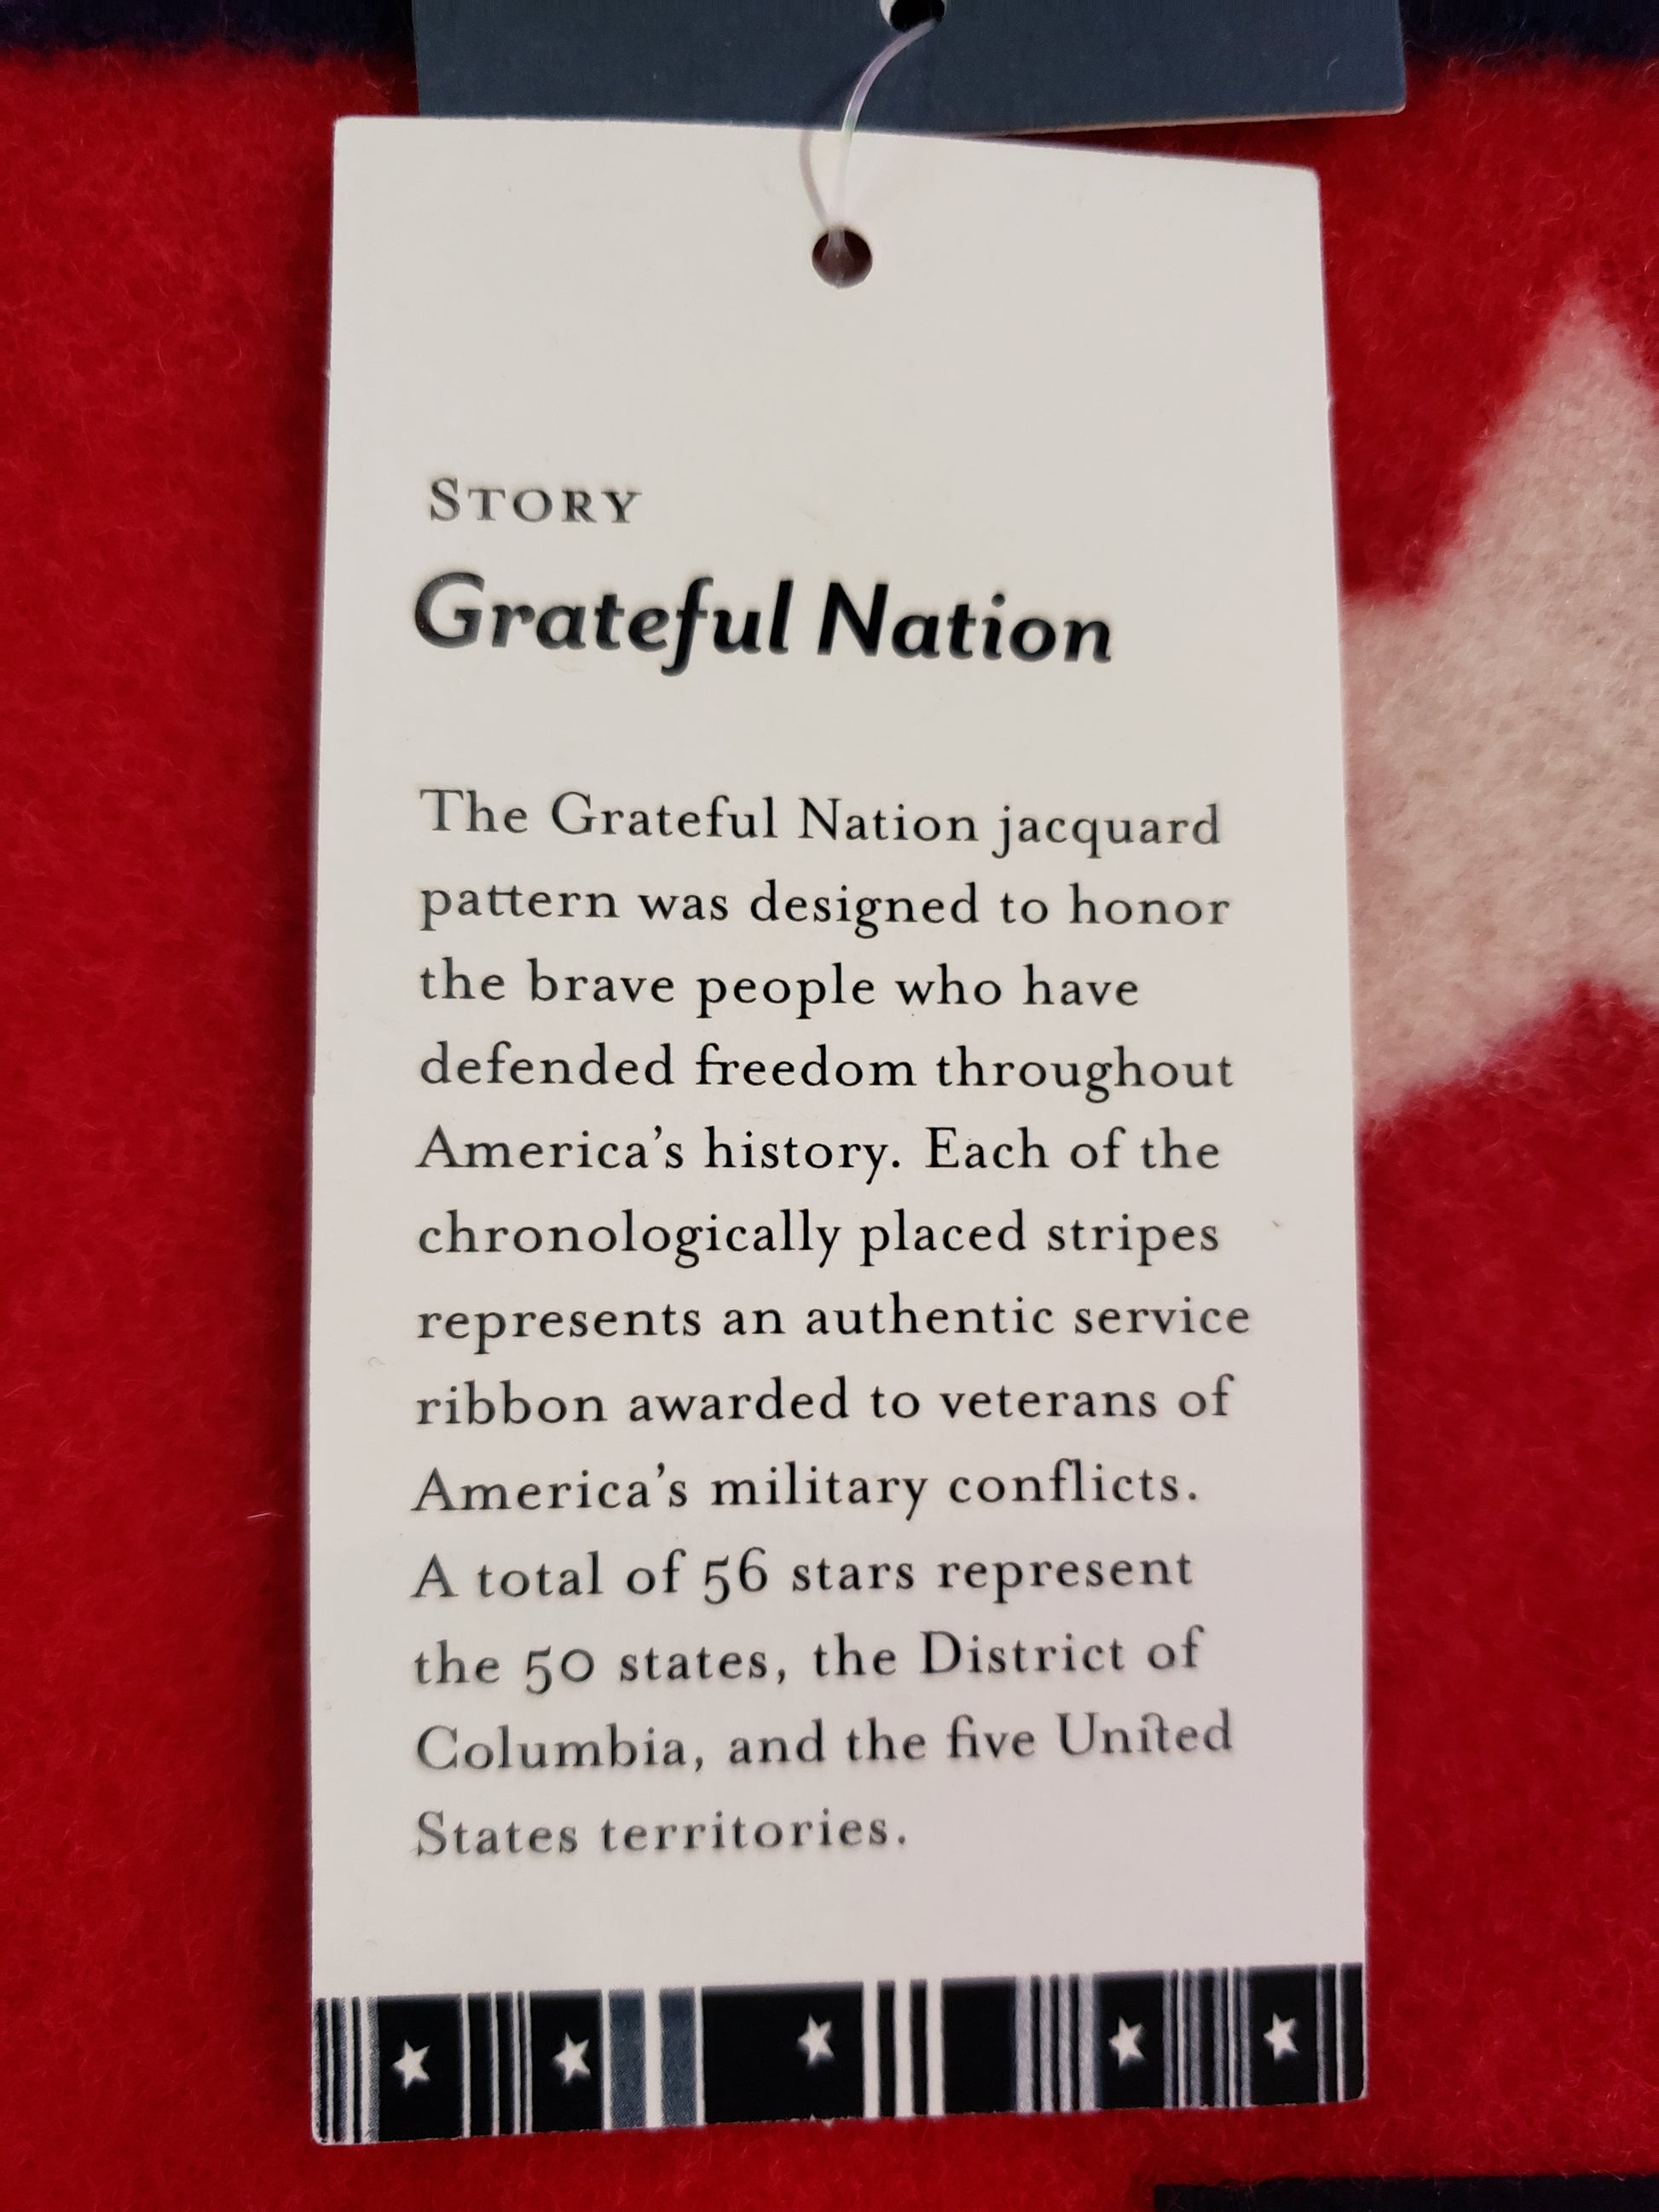 STORY
Grateful Nation
The Grateful Nation jacquard
pattern was designed to honor
the brave people who have
defended freedom throughout
America’s history. Each of the
chronologically placed stripes
represents an authentic service
ribbon awarded to veterans of
America’s military conflicts.
A total of 56 stars represent
the 50 states, the District of
Columbia, and the five United
States territories.